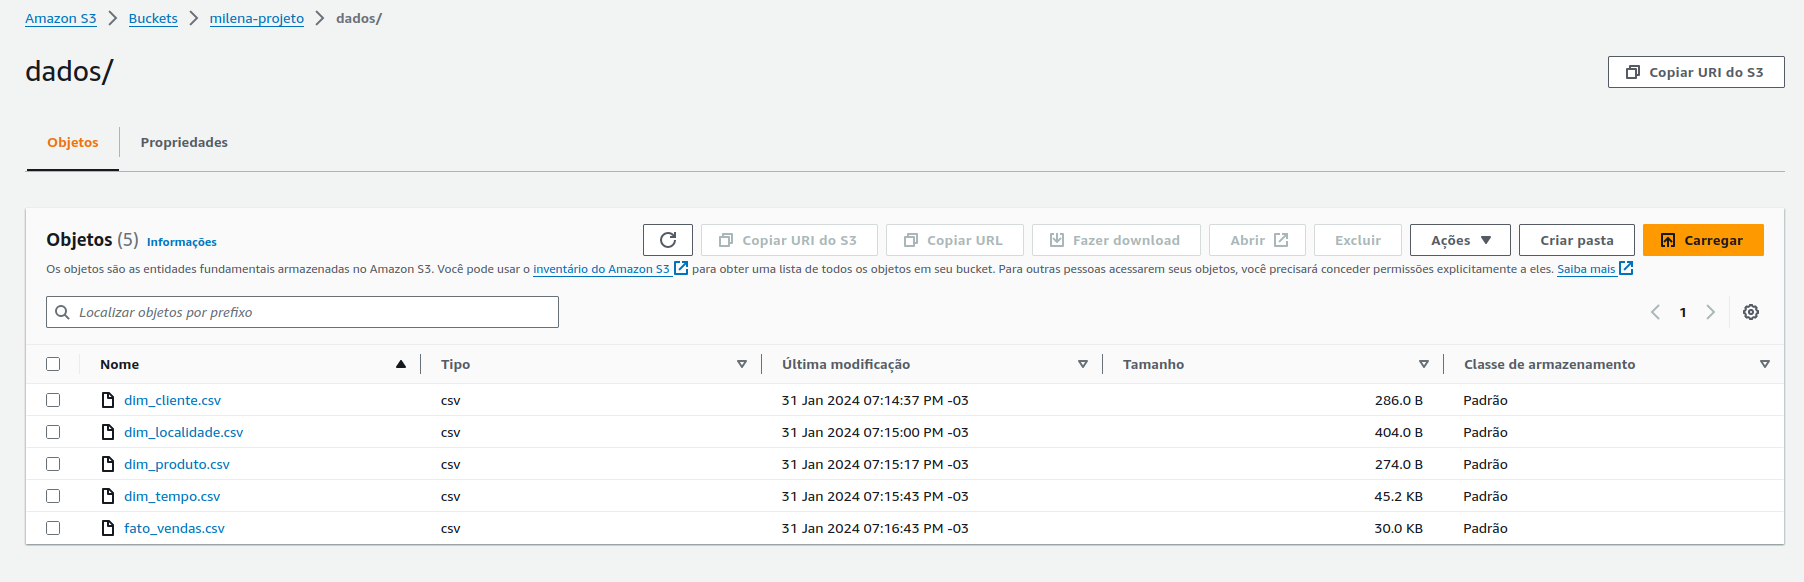 Amazon S3 > Buckets > milena-projeto > dados/
dados/
Copiar URI do S3
Objetos Propriedades
Objetos (5) Informações
Copiar URI do S3 Copiar URL Fazer download Abrir Excluir Ações Criar pasta Carregar
Os objetos são as entidades fundamentais armazenadas no Amazon S3. Você pode usar o inventário do Amazon S3 para obter uma lista de todos os objetos em seu bucket. Para outras pessoas acessarem seus objetos, você precisará conceder permissões explicitamente a eles. Saiba mais
Localizar objetos por prefixo
1
Nome Tipo Última modificação Tamanho Classe de armazenamento
dim_cliente.csv csv 31 Jan 2024 07:14:37 PM -03 286.0 B Padrão
dim_localidade.csv csv 31 Jan 2024 07:15:00 PM -03 404.0 B Padrão
dim_produto.csv csv 31 Jan 2024 07:15:17 PM -03 274.0 B Padrão
dim_tempo.csv csv 31 Jan 2024 07:15:43 PM -03 45.2 KB Padrão
fato_vendas.csv csv 31 Jan 2024 07:16:43 PM -03 30.0 KB Padrão